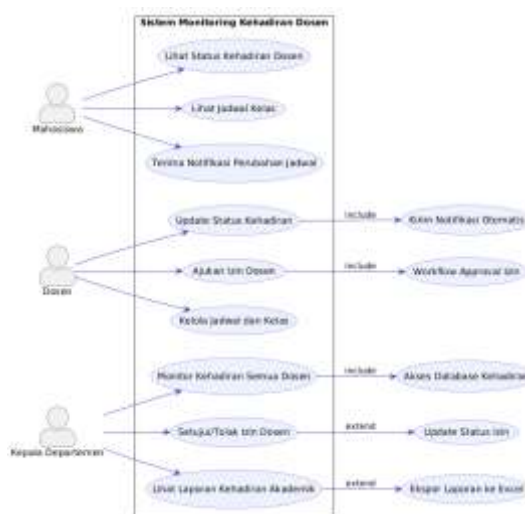 Sistem Monitoring Kehadiran Dosen
Lihat Status Kehadiran Dosen
Lihat Jadwal Kelas
Mahasiswa
Terima Notifikasi Perubahan Jadwal
Update Status Kehadiran
include
Kirim Notifikasi Otomatis
Ajukan Izin Dosen
include
Workflow Approval Izin
Dosen
Kelola Jadwal dan Kelas
Monitor Kehadiran Semua Dosen
include
Akses Database Kehadiran
Setujui/Tolak Izin Dosen
extend
Update Status Izin
Kepala Departemen
Lihat Laporan Kehadiran Akademik
extend
Ekspor Laporan ke Excel